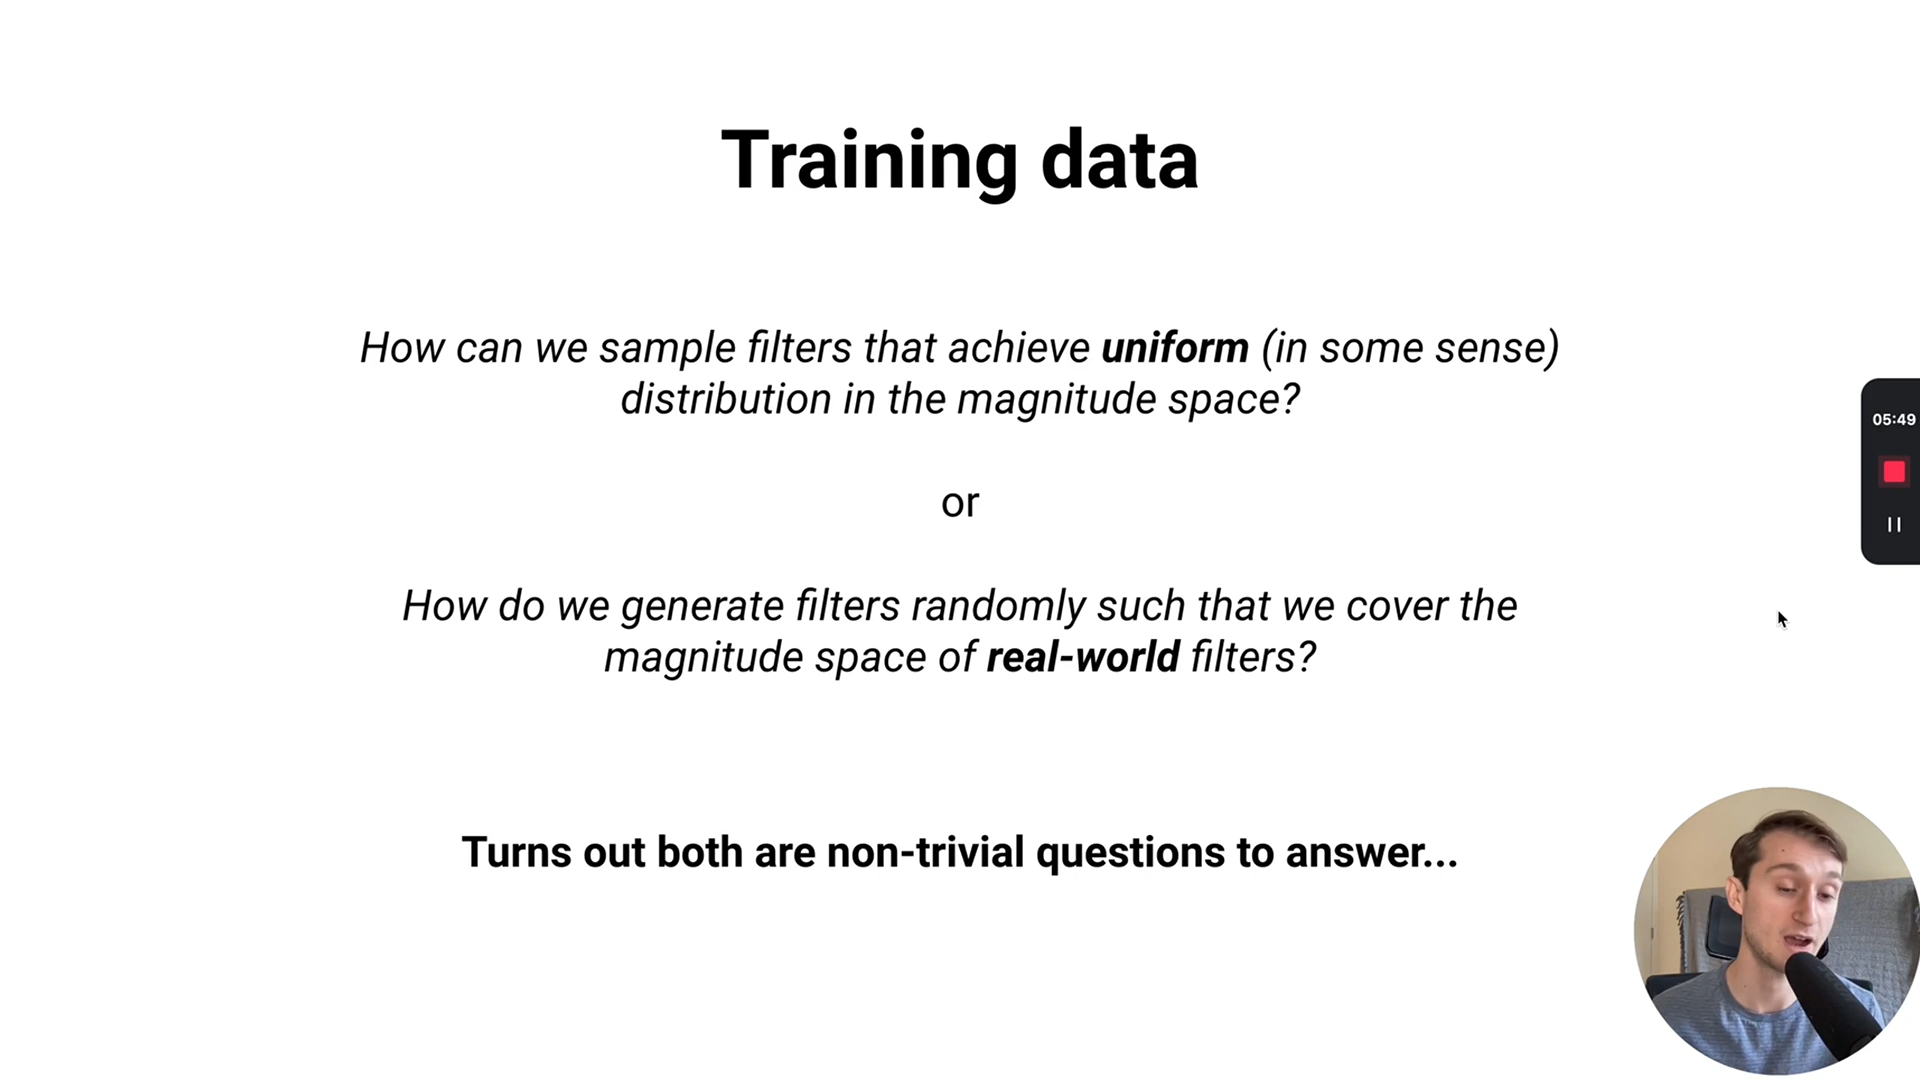 Training data
How can we sample filters that achieve uniform (in some sense)
distribution in the magnitude space?
or
How do we generate filters randomly such that we cover the
magnitude space of real-world filters?
Turns out both are non-trivial questions to answer...
05:49